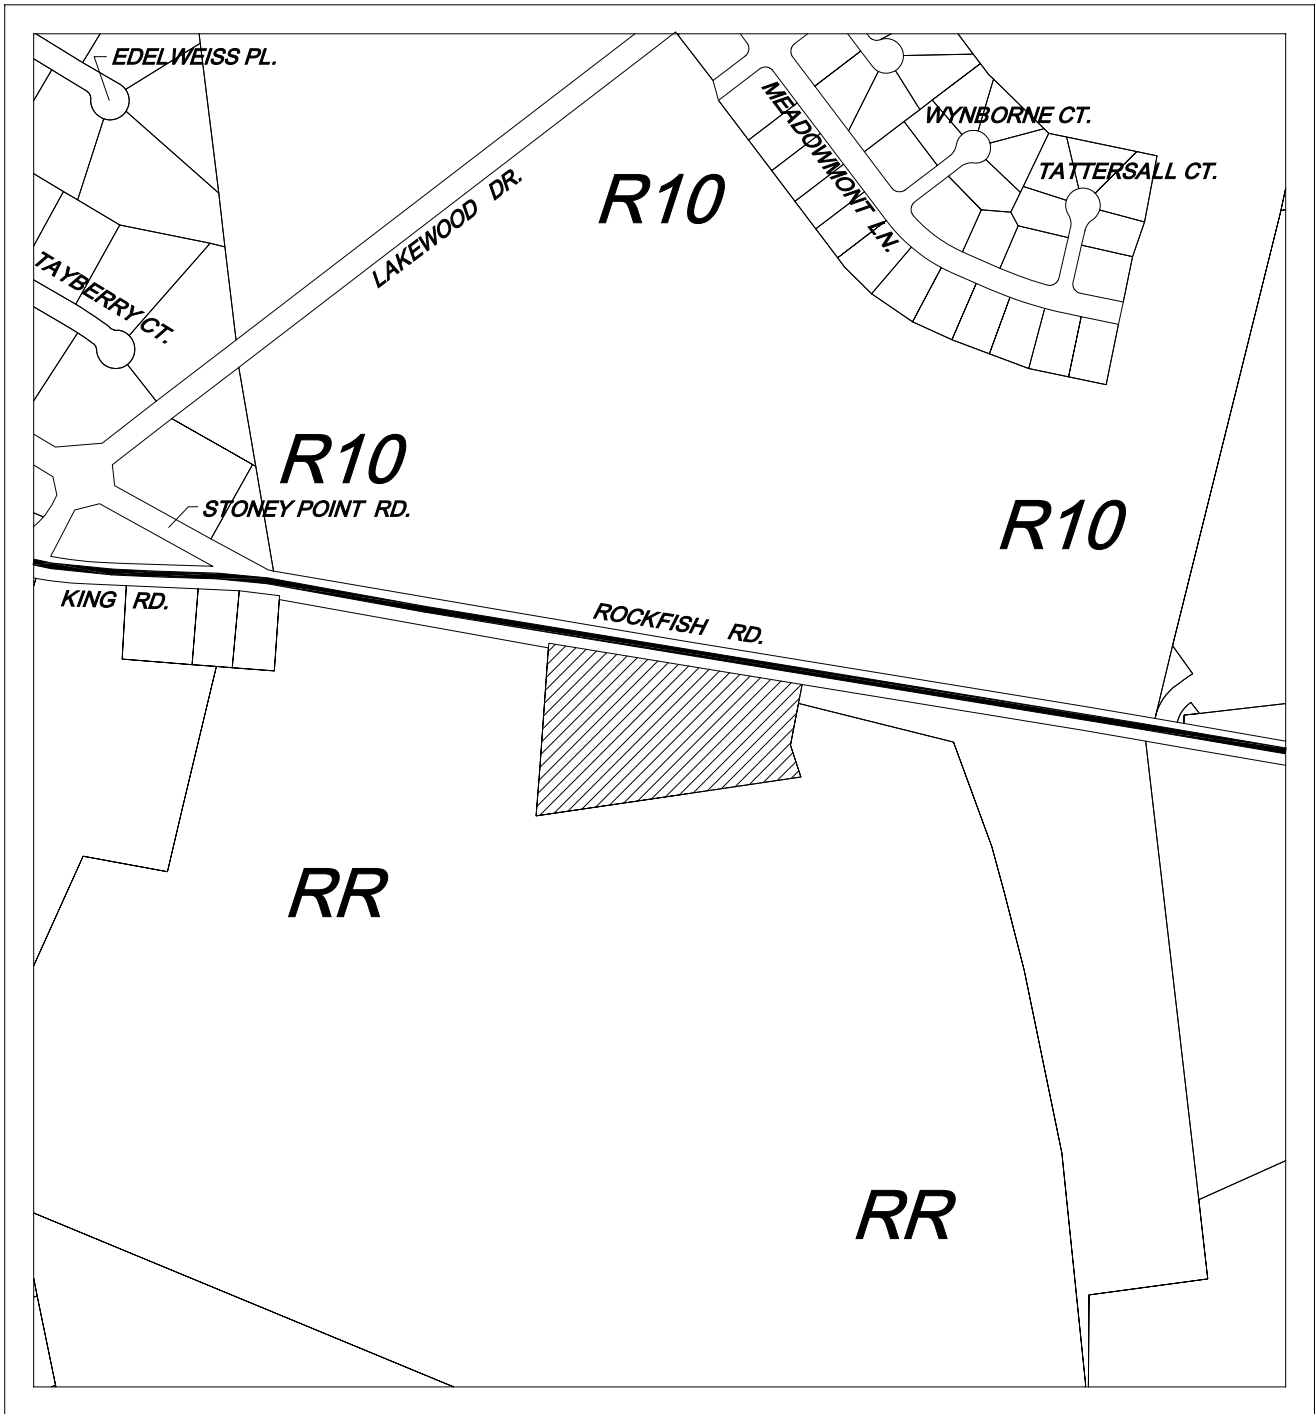 EDELWEISS PL.
WYNBORNE CT.
MEADOWMONT LN.
TATTERSALL CT.
R10
LAKEWOOD DR.
TAYBERRY CT.
R10
STONEY POINT RD.
R10
KING RD.
ROCKFISH RD.
RR
RR